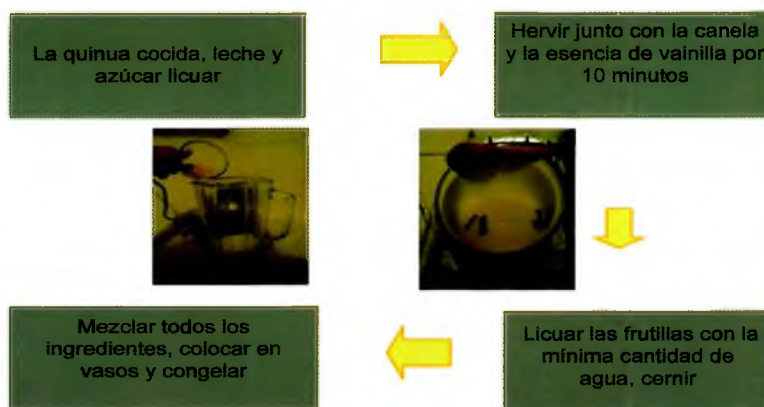 La quinua cocida, leche y
azúcar licuar
Hervir junto con la canela
y la esencia de vainilla por
10 minutos
Licuar las frutillas con la
mínima cantidad de
agua, cernir
Mezclar todos los
ingredientes, colocar en
vasos y congelar